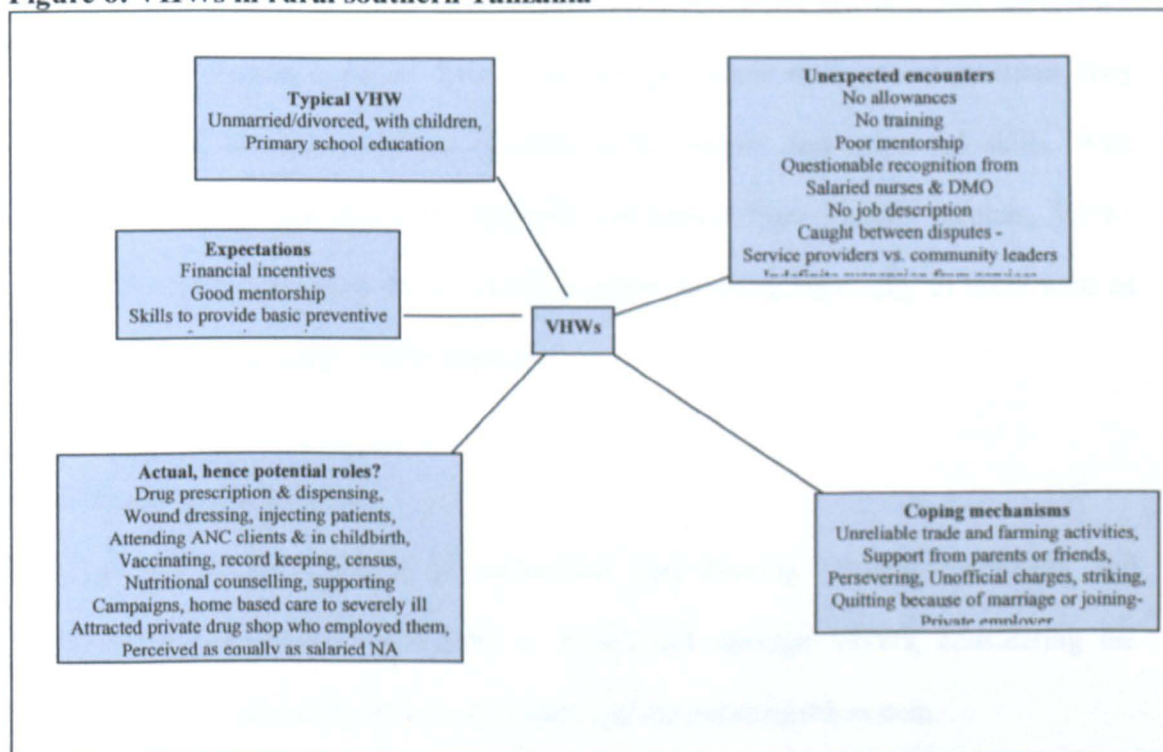 Figure 6: VHWs in rural southern Tanzania
Typical VHW
Unmarried/divorced, with children,
Primary school education
Unexpected encounters
No allowances
No training
Poor mentorship
Questionable recognition from
Salaried nurses & DMO
No job description
Caught between disputes -
Service providers vs. community leaders
Indefinite suspension from services
Expectations
Financial incentives
Good mentorship
Skills to provide basic preventive
VHWs
Actual, hence potential roles?
Drug prescription & dispensing,
Wound dressing, injecting patients,
Attending ANC clients & in childbirth,
Vaccinating, record keeping, census,
Nutritional counselling, supporting
Campaigns, home based care to severely ill
Attracted private drug shop who employed them,
Perceived as equally as salaried NA
Coping mechanisms
Unreliable trade and farming activities,
Support from parents or friends,
Persevering, Unofficial charges, striking,
Quitting because of marriage or joining-
Private employer